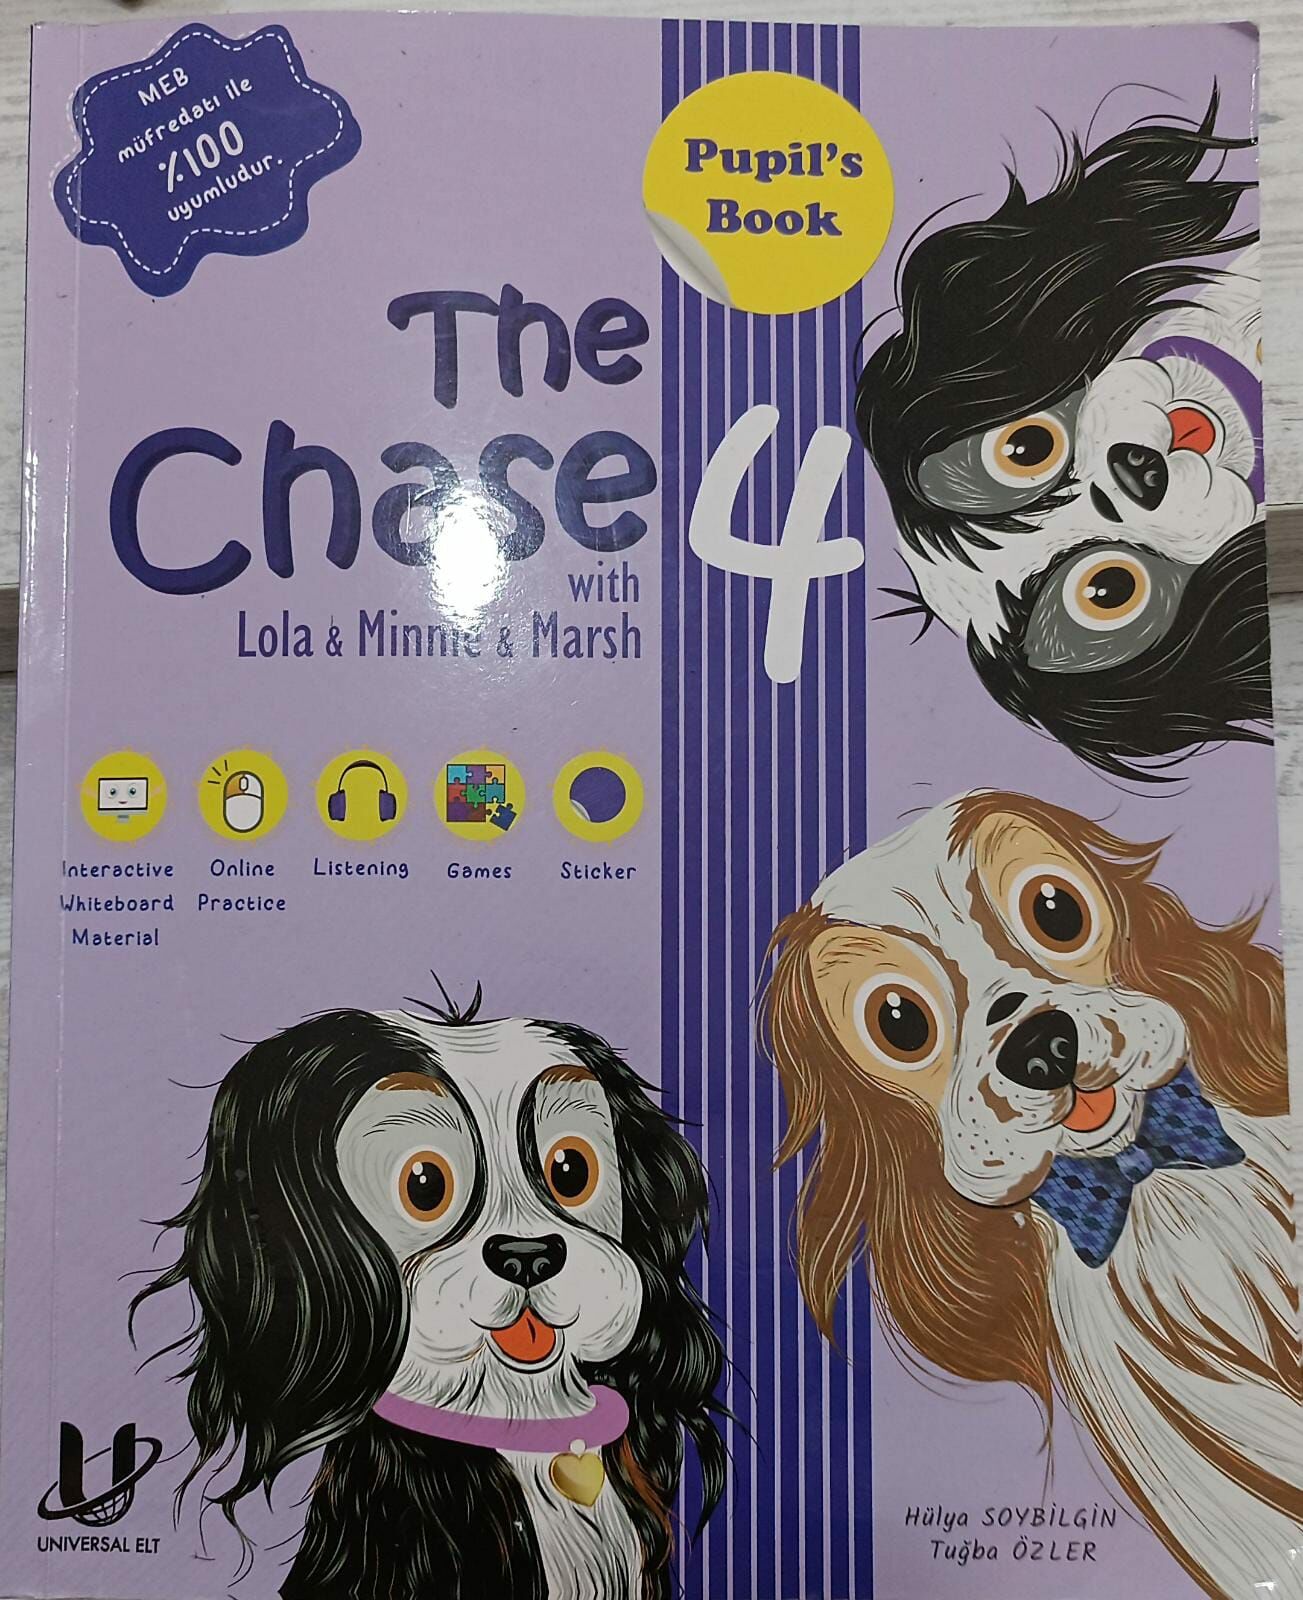 MEB
müfredatı ile
%100
uyumludur.
Pupil's
Book
The
Chase
4
with
Lola & Minnie & Marsh
Interactive
Whiteboard
Material
Online
Practice
Listening
Games
Sticker
UNIVERSAL ELT
Hülya SOYBİLGİN
Tuğba ÖZLER